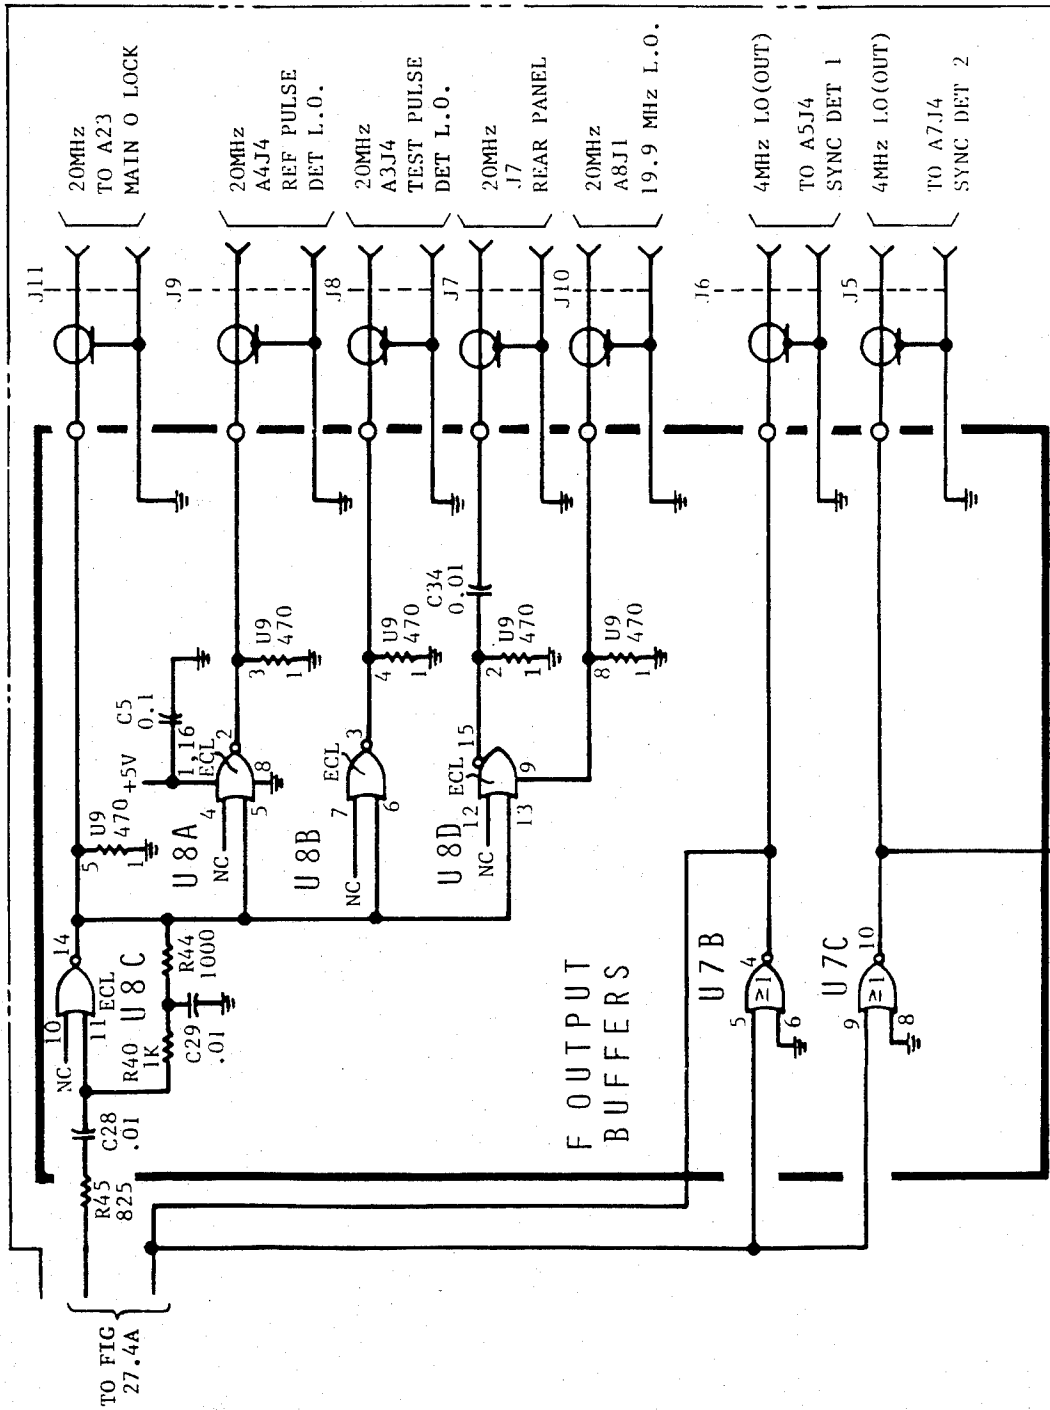 20MHz
TO A23
MAIN O LOCK
20MHz
A4J4
REF PULSE
DET L.O.
20MHz
A3J4
TEST PULSE
DET L.O.
20MHz
J7
REAR PANEL
20MHz
A8J1
19.9 MHz L.O.
4MHz LO(OUT)
TO A5J4
SYNC DET 1
4MHz LO(OUT)
TO A7J4
SYNC DET 2
J11
J9
J8
J7
J10
J6
J5
C34
0.01
U9
470
3
1
U9
470
4
1
U9
470
2
1
U9
470
8
1
C5
0.1
+5V
1,16
ECL
2
8
4
5
U8A
NC
ECL
3
7
6
U8B
NC
ECL
15
9
12
13
U8D
NC
U9
470
5
1
14
ECL
10
11
U8C
NC
R44
1000
R40
1K
C29
.01
C28
.01
R45
825
F OUTPUT
BUFFERS
U7B
4
≥1
5
6
U7C
10
≥1
9
8
TO FIG
27.4A